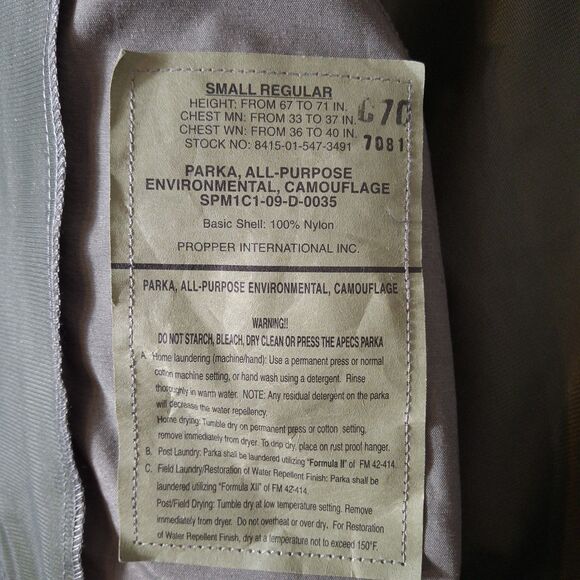 SMALL REGULAR
HEIGHT: FROM 67 TO 71 IN.
CHEST MN: FROM 33 TO 37 IN.
CHEST WN: FROM 36 TO 40 IN.
STOCK NO: 8415-01-547-3491
C70
7081
PARKA, ALL-PURPOSE
ENVIRONMENTAL, CAMOUFLAGE
SPM1C1-09-D-0035
Basic Shell: 100% Nylon
PROPPER INTERNATIONAL INC.
PARKA, ALL-PURPOSE ENVIRONMENTAL, CAMOUFLAGE
WARNING!!
DO NOT STARCH, BLEACH, DRY CLEAN OR PRESS THE APECS PARKA
A. Home laundering (machine/hand): Use a permanent press or normal
cotton machine setting, or hand wash using a detergent. Rinse
thoroughly in warm water. NOTE: Any residual detergent on the parka
will decrease the water repellency.
Home drying: Tumble dry on permanent press or cotton setting,
remove immediately from dryer. To drip dry, place on rust proof hanger.
B. Post Laundry: Parka shall be laundered utilizing "Formula II" of FM 42-414.
C. Field Laundry/Restoration of Water Repellent Finish: Parka shall be
laundered utilizing "Formula XII" of FM 42-414.
Post/Field Drying: Tumble dry at low temperature setting. Remove
immediately from dryer. Do not overheat or over dry. For Restoration
of Water Repellent Finish, dry at a temperature not to exceed 150°F.